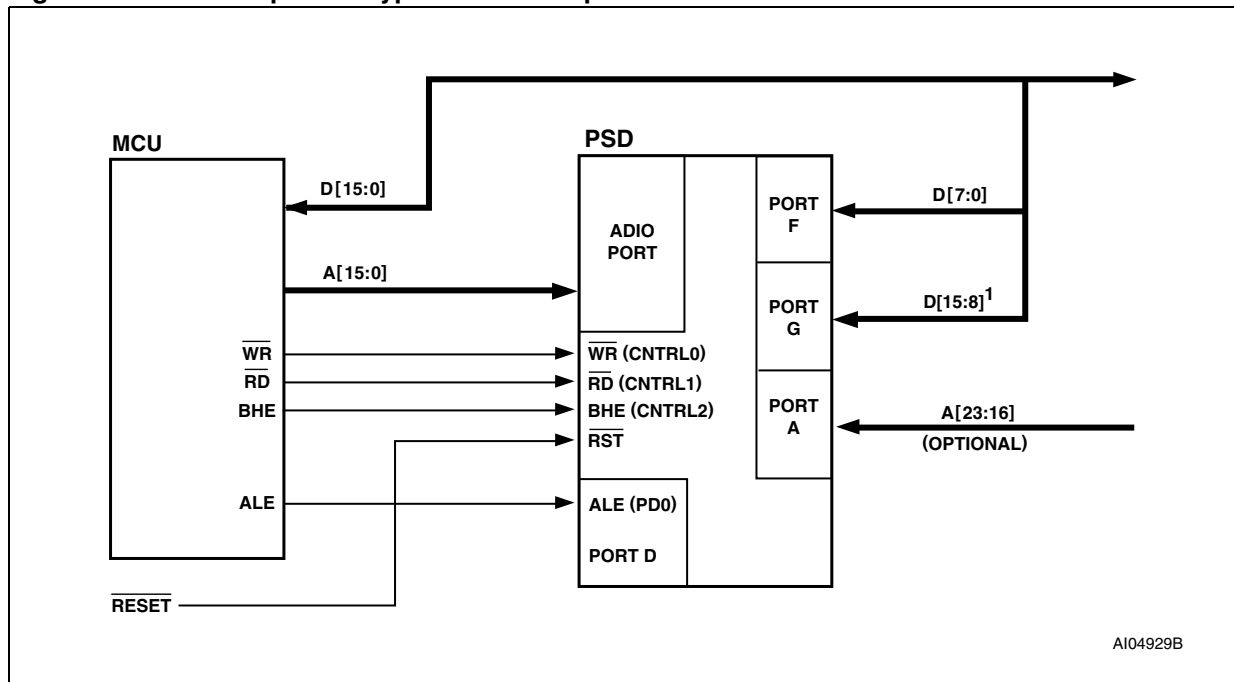 MCU
PSD
D[15:0]
A[15:0]
WR
RD
BHE
ALE
RESET
ADIO
PORT
WR (CNTRL0)
RD (CNTRL1)
BHE (CNTRL2)
RST
ALE (PD0)
PORT D
PORT
F
PORT
G
PORT
A
D[7:0]
D[15:8]1
A[23:16]
(OPTIONAL)
AI04929B